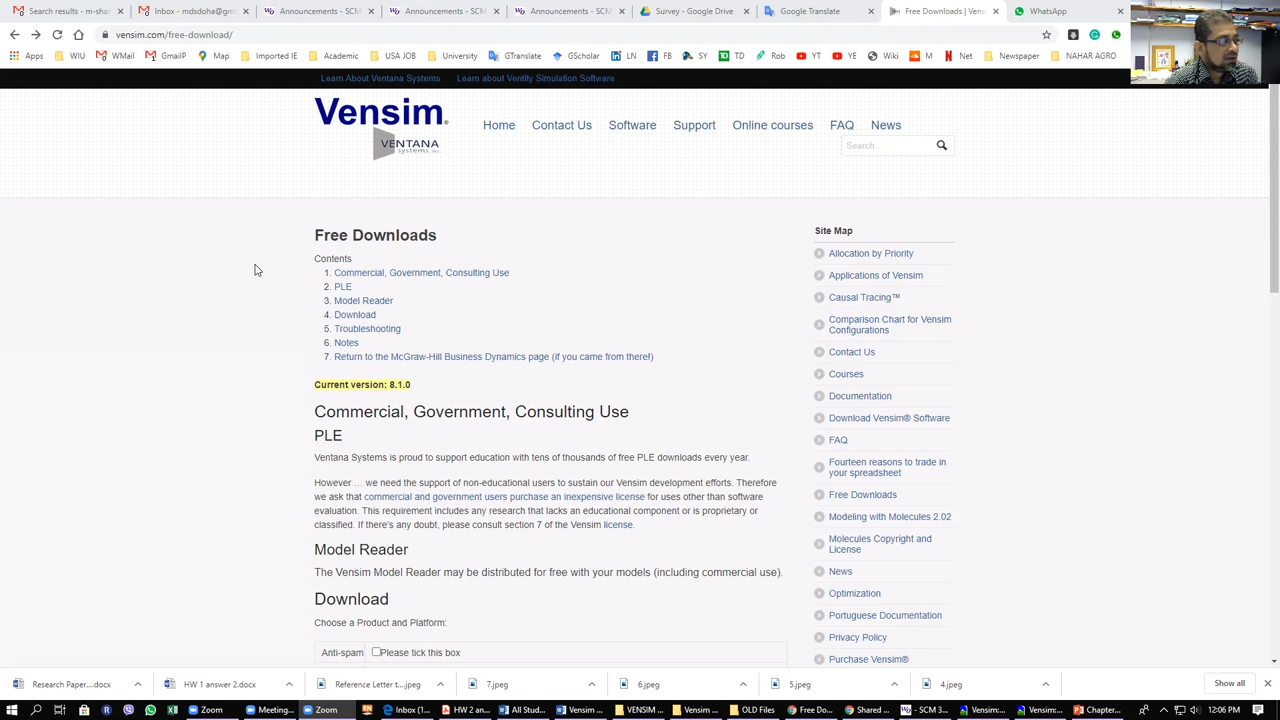 Search results - m-shar
Inbox - mdsdoha@gma
Announcements - SCM
Announcements - SCM
Announcements - SCM
Survey - Google Drive
Google Translate
Free Downloads | Vens
WhatsApp
vensim.com/free-download/
Apps
WIU
WMail
GmailP
Map
Imported IE
Academic
USA JOB
University
GTranslate
GScholar
LN
FB
SY
TD
Rob
YT
YE
Wiki
M
Net
Newspaper
NAHAR AGRO
Learn About Ventana Systems
Learn about Ventity Simulation Software
Vensim®
VENTANA
systems, inc.
Home
Contact Us
Software
Support
Online courses
FAQ
News
Search...
Free Downloads
Contents
1. Commercial, Government, Consulting Use
2. PLE
3. Model Reader
4. Download
5. Troubleshooting
6. Notes
7. Return to the McGraw-Hill Business Dynamics page (if you came from there!)
Current version: 8.1.0
Commercial, Government, Consulting Use
PLE
Ventana Systems is proud to support education with tens of thousands of free PLE downloads every year.
However … we need the support of non-educational users to sustain our Vensim development efforts. Therefore
we ask that commercial and government users purchase an inexpensive license for uses other than software
evaluation. This requirement includes any research that lacks an educational component or is proprietary or
classified. If there's any doubt, please consult section 7 of the Vensim license.
Model Reader
The Vensim Model Reader may be distributed for free with your models (including commercial use).
Download
Choose a Product and Platform:
Anti-spam
Please tick this box
Site Map
Allocation by Priority
Applications of Vensim
Causal Tracing™
Comparison Chart for Vensim
Configurations
Contact Us
Courses
Documentation
Download Vensim® Software
FAQ
Fourteen reasons to trade in
your spreadsheet
Free Downloads
Modeling with Molecules 2.02
Molecules Copyright and
License
News
Optimization
Portuguese Documentation
Privacy Policy
Purchase Vensim®
Research Paper....docx
HW 1 answer 2.docx
Reference Letter t....jpeg
7.jpeg
6.jpeg
5.jpeg
4.jpeg
Show all
Zoom
Meeting...
Zoom
Inbox (1...
HW 2 an...
All Stud...
Vensim ...
VENSIM ...
Vensim ...
OLD Files
Free Do...
Shared ...
- SCM 3...
Vensim:...
Vensim:...
Chapter...
12:06 PM